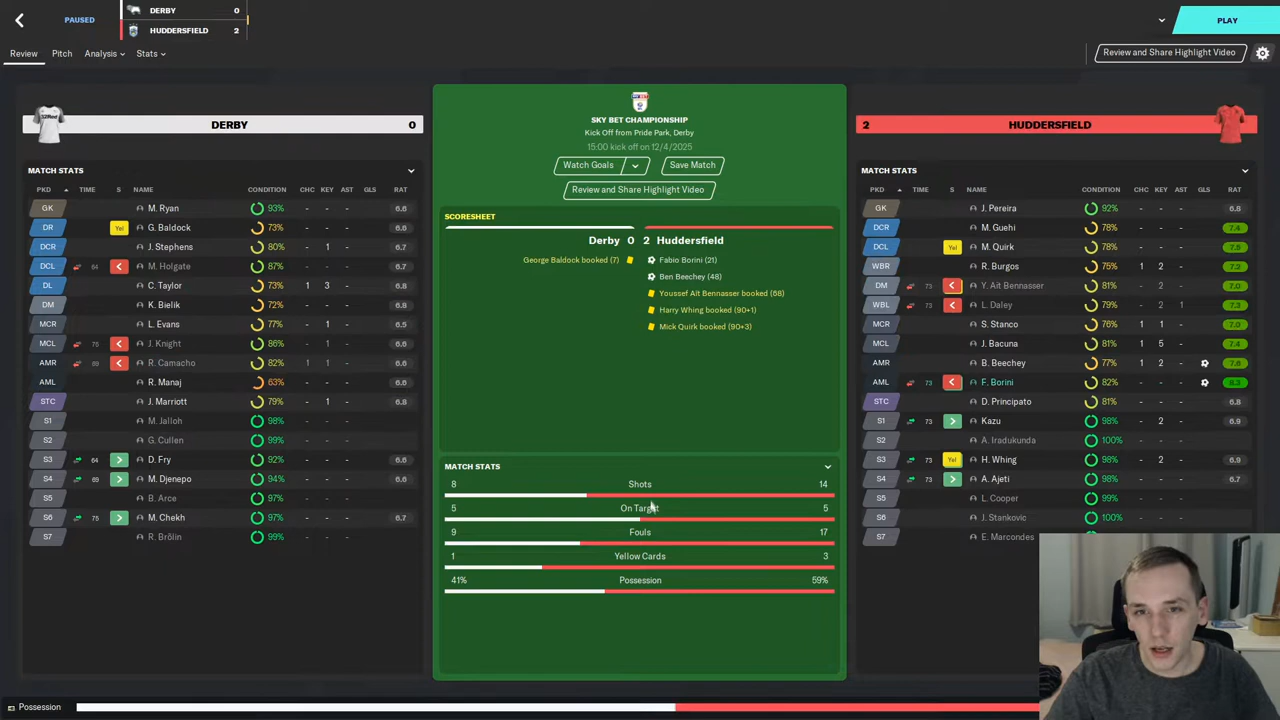 PAUSED
DERBY 0
HUDDERSFIELD 2
PLAY
Review Pitch Analysis Stats
Review and Share Highlight Video
DERBY 0
MATCH STATS
PKD TIME S NAME CONDITION CHC KEY AST GLS RAT
GK M. Ryan 93% - - - - 6.6
DR Yel G. Baldock 73% - - - - 6.6
DCR J. Stephens 80% - 1 - - 6.7
DCL 64 M. Holgate 87% - - - - 6.7
DL C. Taylor 73% 1 3 - - 6.8
DM K. Bielik 72% - - - - 6.8
MCR L. Evans 77% - 1 - - 6.5
MCL 75 J. Knight 86% - 1 - - 6.6
AMR 69 R. Camacho 82% 1 1 - - 6.6
AML R. Manaj 63% - - - - 6.6
STC J. Marriott 79% - 1 - - 6.8
S1 M. Jalloh 98% - - - -
S2 G. Cullen 99% - - - -
S3 64 D. Fry 92% - - - - 6.6
S4 69 M. Djenepo 94% - - - - 6.6
S5 B. Arce 97% - - - -
S6 75 M. Chekh 97% - - - - 6.7
S7 R. Brölin 99% - - - -
SKY BET
SKY BET CHAMPIONSHIP
Kick Off from Pride Park, Derby
15:00 kick off on 12/4/2025
Watch Goals
Save Match
Review and Share Highlight Video
SCORESHEET
Derby 0 2 Huddersfield
George Baldock booked (7)
Fabio Borini (21)
Ben Beechey (48)
Youssef Aït Bennasser booked (68)
Harry Whing booked (90+1)
Mick Quirk booked (90+3)
MATCH STATS
8 Shots 14
5 On Target 5
9 Fouls 17
1 Yellow Cards 3
41% Possession 59%
2 HUDDERSFIELD
MATCH STATS
PKD TIME S NAME CONDITION CHC KEY AST GLS RAT
GK J. Pereira 92% - - - - 6.8
DCR M. Guehi 78% - - - - 7.4
DCL Yel M. Quirk 78% - - - - 7.5
WBR R. Burgos 75% 1 2 - - 7.2
DM 73 Y. Aït Bennasser 81% - 2 - - 7.0
WBL 73 L. Daley 81% - 2 1 - 7.3
MCR S. Stanco 76% 1 1 - - 7.0
MCL J. Bacuna 81% 1 5 - - 7.4
AMR B. Beechey 77% 1 2 - 7.6
AML 73 F. Borini 82% - - - 8.3
STC D. Principato 81% - - - - 6.8
S1 73 Kazu 98% - 2 - - 6.9
S2 A. Iradukunda 100% - - - -
S3 73 Yel H. Whing 98% - 2 - - 6.9
S4 73 A. Ajeti 98% - - - - 6.7
S5 L. Cooper 99% - - - -
S6 J. Stankovic 100% - - - -
S7 E. Marcondes
Possession